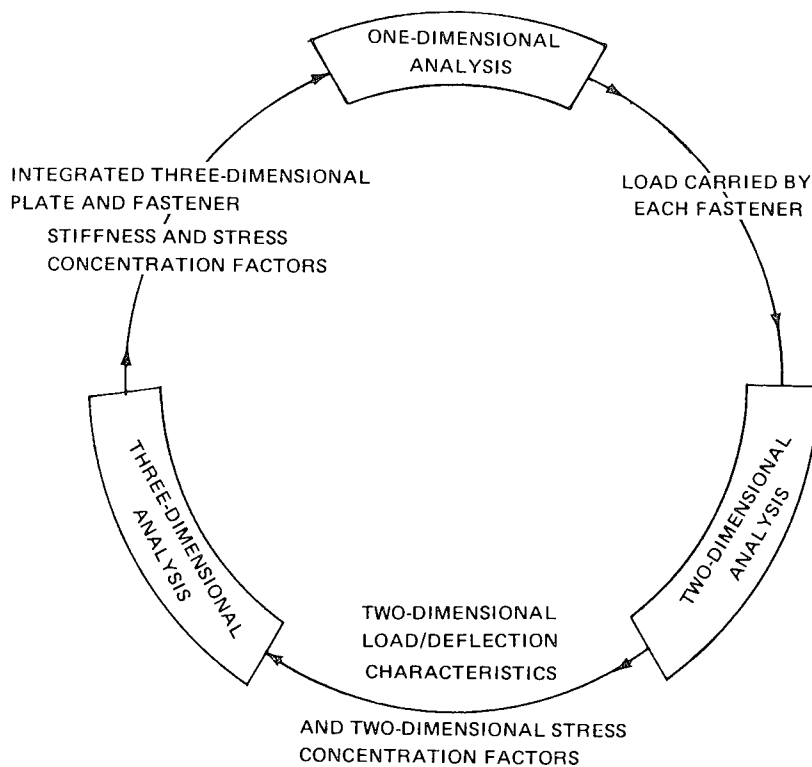 ONE-DIMENSIONAL
ANALYSIS
LOAD CARRIED BY
EACH FASTENER
TWO-DIMENSIONAL
ANALYSIS
TWO-DIMENSIONAL
LOAD/DEFLECTION
CHARACTERISTICS
AND TWO-DIMENSIONAL STRESS
CONCENTRATION FACTORS
THREE-DIMENSIONAL
ANALYSIS
INTEGRATED THREE-DIMENSIONAL
PLATE AND FASTENER
STIFFNESS AND STRESS
CONCENTRATION FACTORS